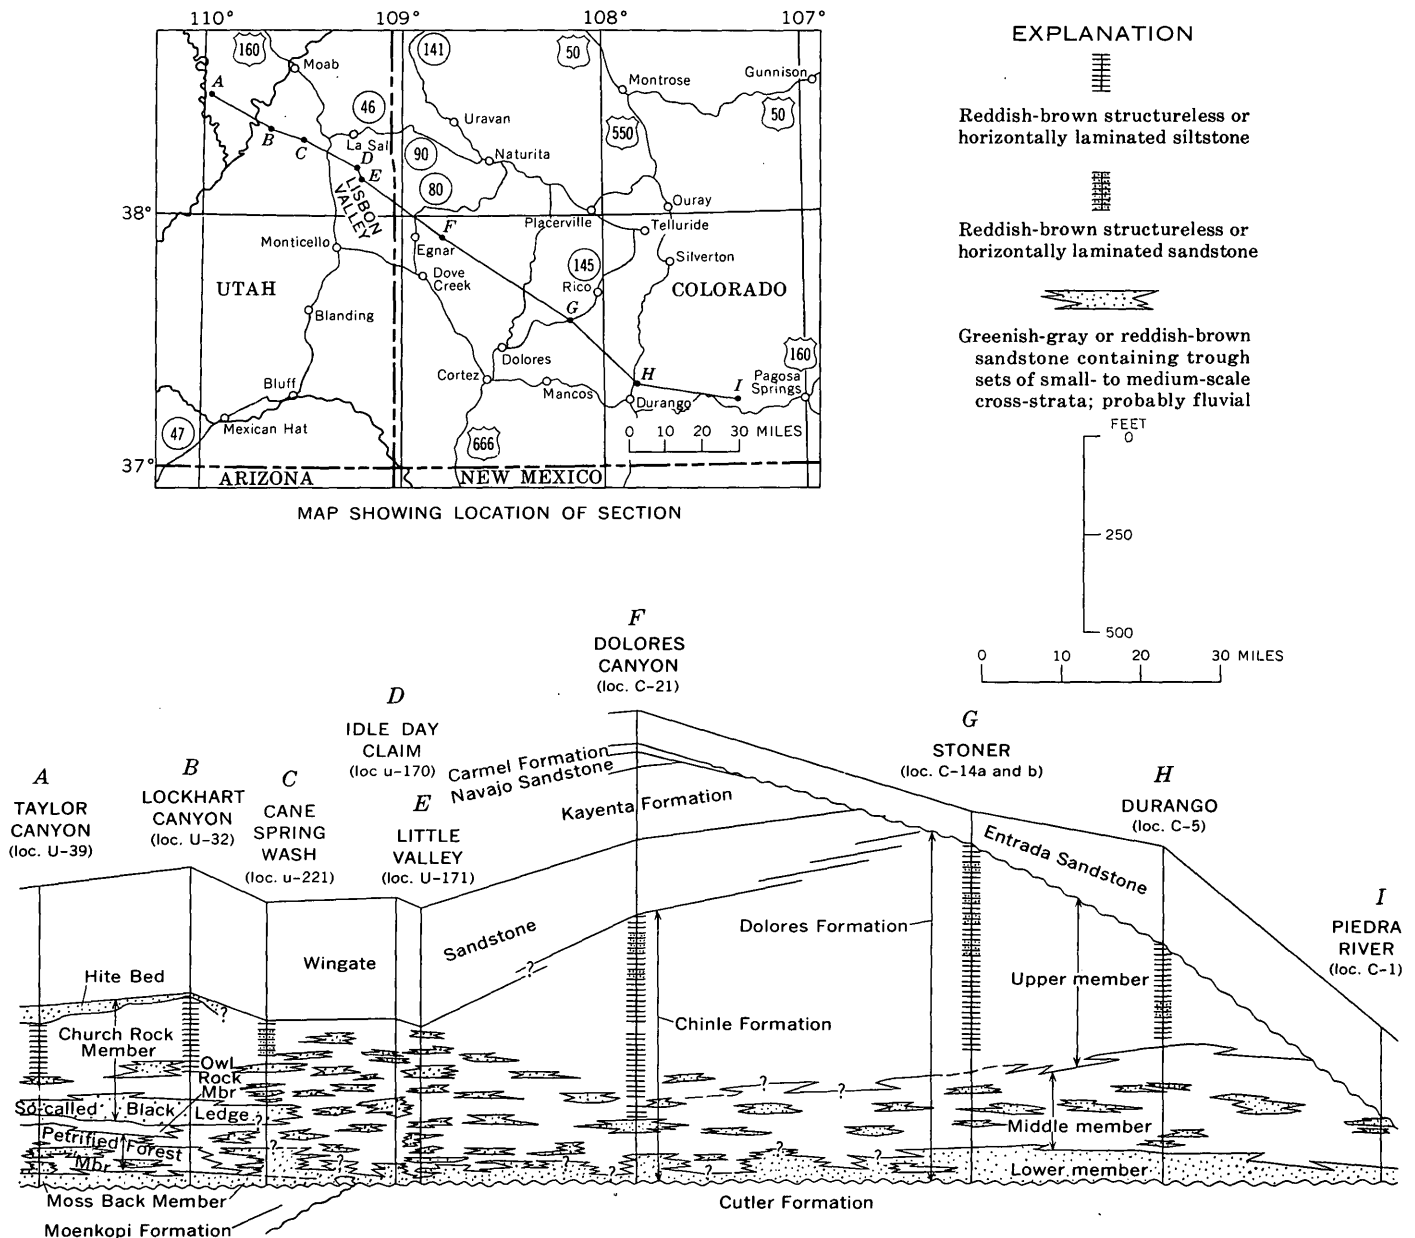 110° 109° 108° 107°
160
141
50
Moab
Montrose
Gunnison
A
46
50
Uravan
550
B
C
La Sal
90
Naturita
D
E
80
LISBON
VALLEY
Ouray
38°
Placerville
F
Telluride
Monticello
Egnar
145
Silverton
Dove
Creek
Rico
UTAH
COLORADO
G
Blanding
160
Dolores
Cortez
H
I
Pagosa
Springs
Bluff
Mancos
Durango
47
Mexican Hat
666
0 10 20 30 MILES
37°
ARIZONA
NEW MEXICO
MAP SHOWING LOCATION OF SECTION
EXPLANATION
Reddish-brown structureless or
horizontally laminated siltstone
Reddish-brown structureless or
horizontally laminated sandstone
Greenish-gray or reddish-brown
sandstone containing trough
sets of small- to medium-scale
cross-strata; probably fluvial
FEET
0
250
500
0 10 20 30 MILES
A
TAYLOR
CANYON
(loc. U-39)
B
LOCKHART
CANYON
(loc. U-32)
C
CANE
SPRING
WASH
(loc. u-221)
D
IDLE DAY
CLAIM
(loc u-170)
E
LITTLE
VALLEY
(loc. U-171)
F
DOLORES
CANYON
(loc. C-21)
G
STONER
(loc. C-14a and b)
H
DURANGO
(loc. C-5)
I
PIEDRA
RIVER
(loc. C-1)
Carmel Formation
Navajo Sandstone
Kayenta Formation
Entrada Sandstone
Wingate Sandstone
?
Hite Bed
?
Church Rock
Member
Owl
Rock
Mbr
So-called Black Ledge
?
Petrified Forest
Mbr
Moss Back Member
Moenkopi Formation
Chinle Formation
Dolores Formation
Upper member
Middle member
Lower member
? ?
? ? ? ? ? ? ?
Cutler Formation